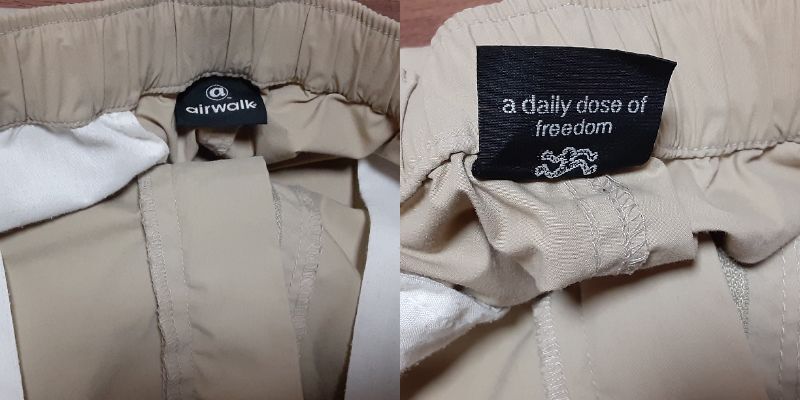 @
airwalk
a daily dose of
freedom